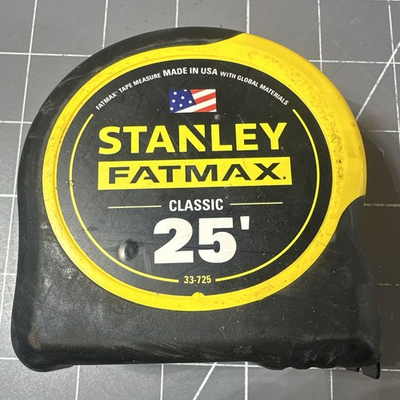 FATMAX® TAPE MEASURE MADE IN USA WITH GLOBAL MATERIALS
STANLEY
FATMAX®
CLASSIC
25'
33-725